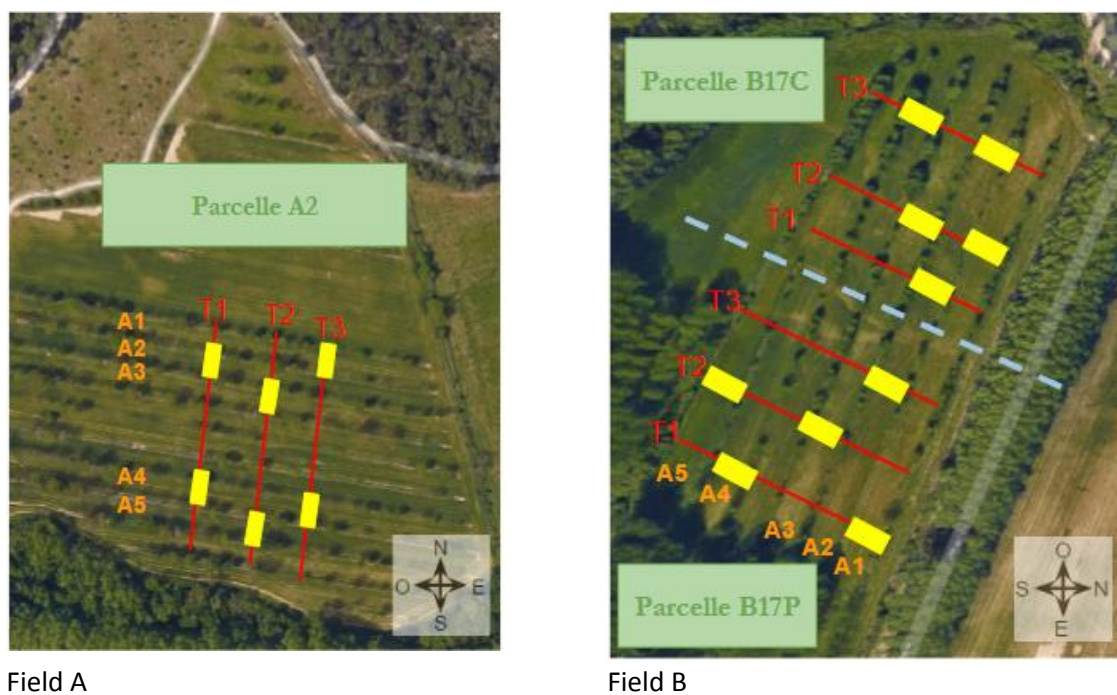 Parcelle A2
T1 T2 T3
A1
A2
A3
A4
A5
N
O E
S
Field A
Parcelle B17C
T3
T2
T1
T3
T2
T1
A5
A4
A3
A2
A1
Parcelle B17P
O
S N
E
Field B